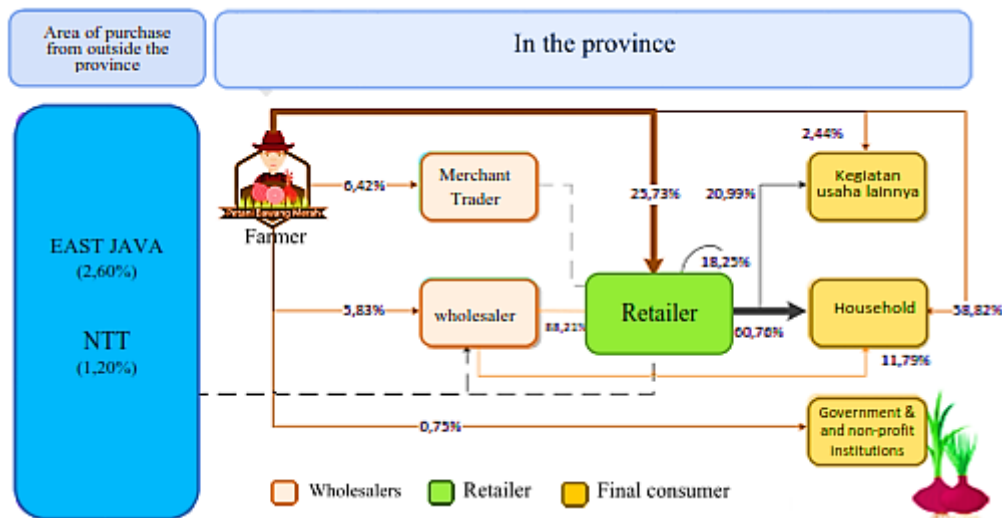 Area of purchase
from outside the
province
In the province
EAST JAVA
(2,60%)
NTT
(1,20%)
Petani Bawang Merah
Farmer
6,42%
Merchant
Trader
25,73%
20,99%
2,44%
Kegiatan
usaha lainnya
18,25%
5,83%
wholesaler
88,21%
Retailer
60,76%
Household
58,82%
11,79%
0,75%
Government &
and non-profit
institutions
Wholesalers
Retailer
Final consumer